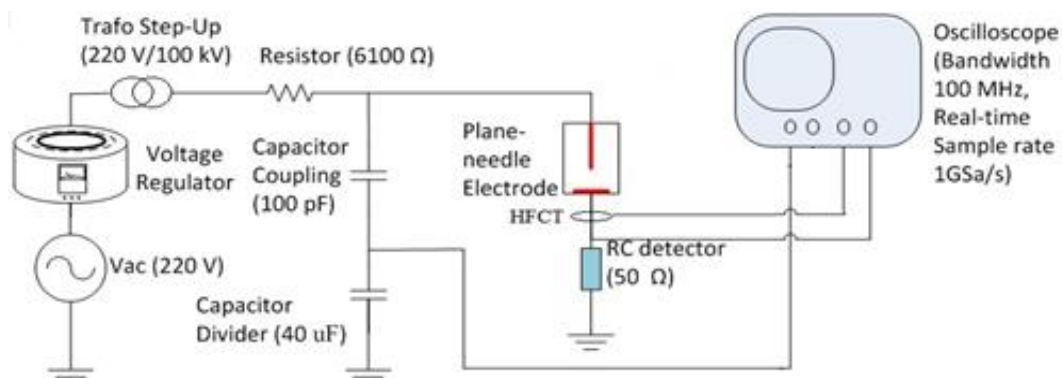 Trafo Step-Up
(220 V/100 kV)
Resistor (6100 Ω)
Voltage
Regulator
Vac (220 V)
Capacitor
Coupling
(100 pF)
Capacitor
Divider (40 uF)
Plane-
needle
Electrode
HFCT
RC detector
(50 Ω)
Oscilloscope
(Bandwidth
100 MHz,
Real-time
Sample rate
1GSa/s)